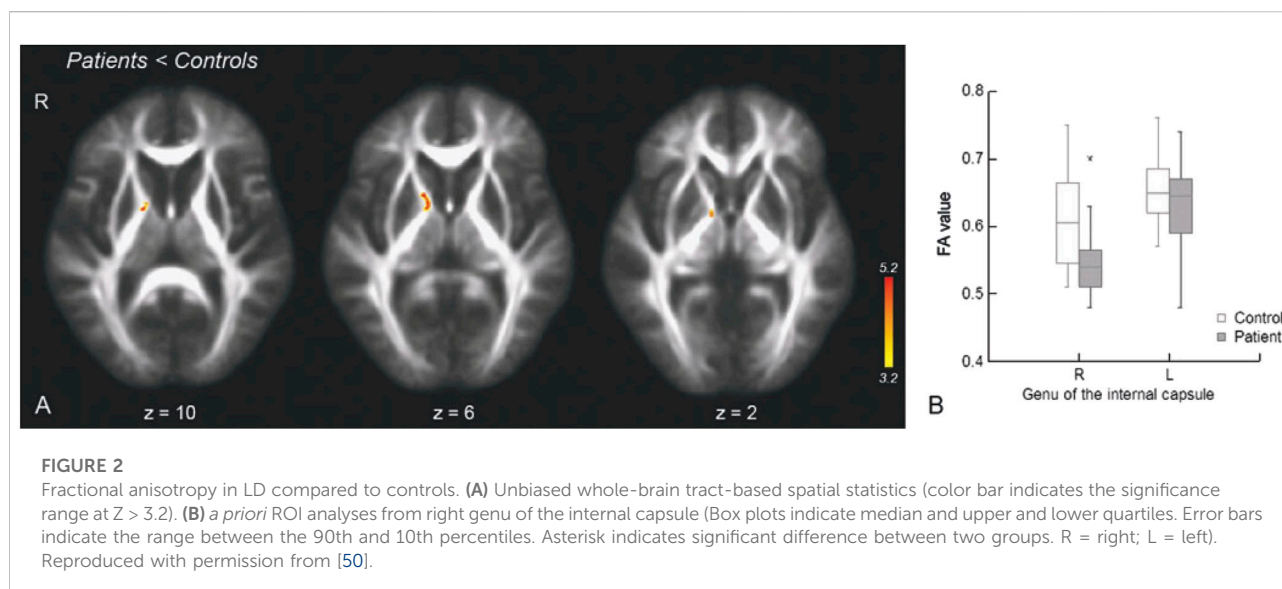 Patients < Controls
R
5.2
3.2
A
z = 10
z = 6
z = 2
0.8
0.7
0.6
0.5
0.4
FA value
*
Control
Patient
R
L
Genu of the internal capsule
B
FIGURE 2
Fractional anisotropy in LD compared to controls. (A) Unbiased whole-brain tract-based spatial statistics (color bar indicates the significance
range at Z > 3.2). (B) a priori ROI analyses from right genu of the internal capsule (Box plots indicate median and upper and lower quartiles. Error bars
indicate the range between the 90th and 10th percentiles. Asterisk indicates significant difference between two groups. R = right; L = left).
Reproduced with permission from [50].